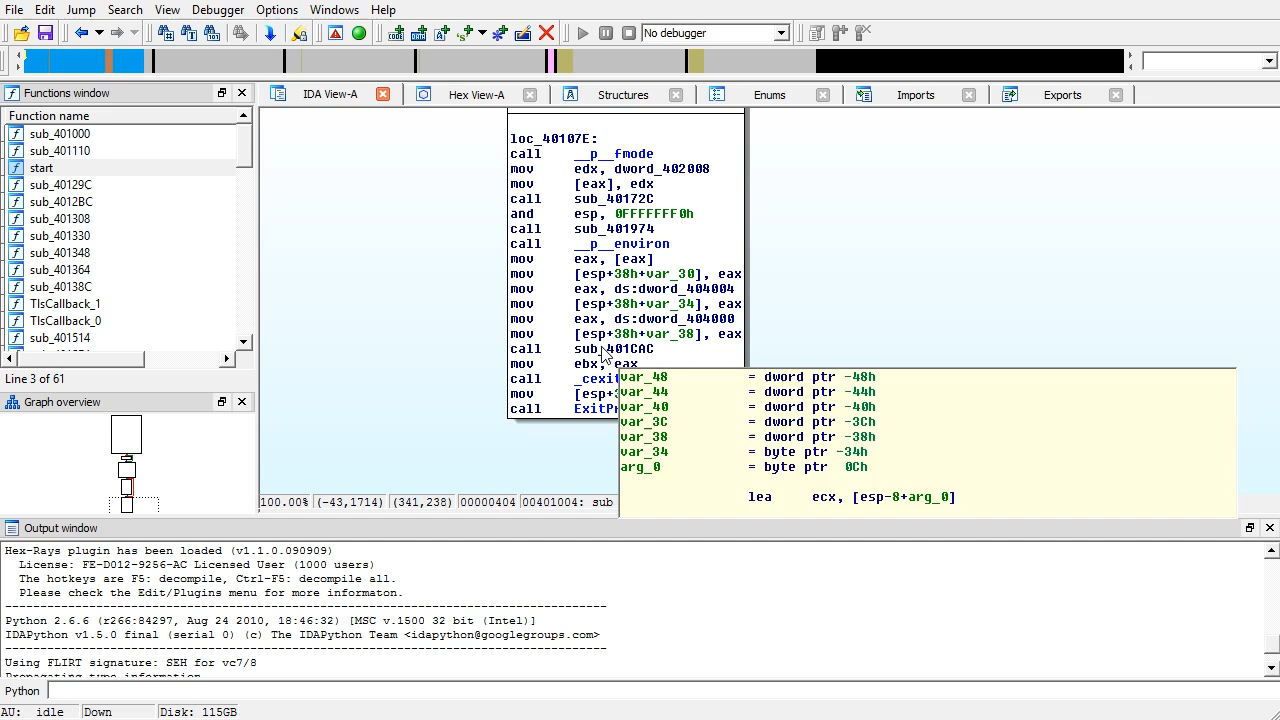 File Edit Jump Search View Debugger Options Windows Help
No debugger
Functions window
IDA View-A
Hex View-A
Structures
Enums
Imports
Exports
Function name
sub_401000
sub_401110
start
sub_40129C
sub_4012BC
sub_401308
sub_401330
sub_401348
sub_401364
sub_40138C
TlsCallback_1
TlsCallback_0
sub_401514
Line 3 of 61
Graph overview
loc_40107E:
call __p__fmode
mov edx, dword_402008
mov [eax], edx
call sub_40172C
and esp, 0FFFFFFF0h
call sub_401974
call __p__environ
mov eax, [eax]
mov [esp+38h+var_30], eax
mov eax, ds:dword_404004
mov [esp+38h+var_34], eax
mov eax, ds:dword_404000
mov [esp+38h+var_38], eax
call sub_401CAC
mov ebx, eax
call _cexit
mov [esp+3
call ExitPr
var_48 = dword ptr -48h
var_44 = dword ptr -44h
var_40 = dword ptr -40h
var_3C = dword ptr -3Ch
var_38 = dword ptr -38h
var_34 = byte ptr -34h
arg_0 = byte ptr 0Ch
lea ecx, [esp-8+arg_0]
100.00% (-43,1714) (341,238) 00000404 00401004: sub
Output window
Hex-Rays plugin has been loaded (v1.1.0.090909)
License: FE-D012-9256-AC Licensed User (1000 users)
The hotkeys are F5: decompile, Ctrl-F5: decompile all.
Please check the Edit/Plugins menu for more informaton.
Python 2.6.6 (r266:84297, Aug 24 2010, 18:46:32) [MSC v.1500 32 bit (Intel)]
IDAPython v1.5.0 final (serial 0) (c) The IDAPython Team <idapython@googlegroups.com>
Using FLIRT signature: SEH for vc7/8
Propagating type information
Python
AU: idle Down Disk: 115GB